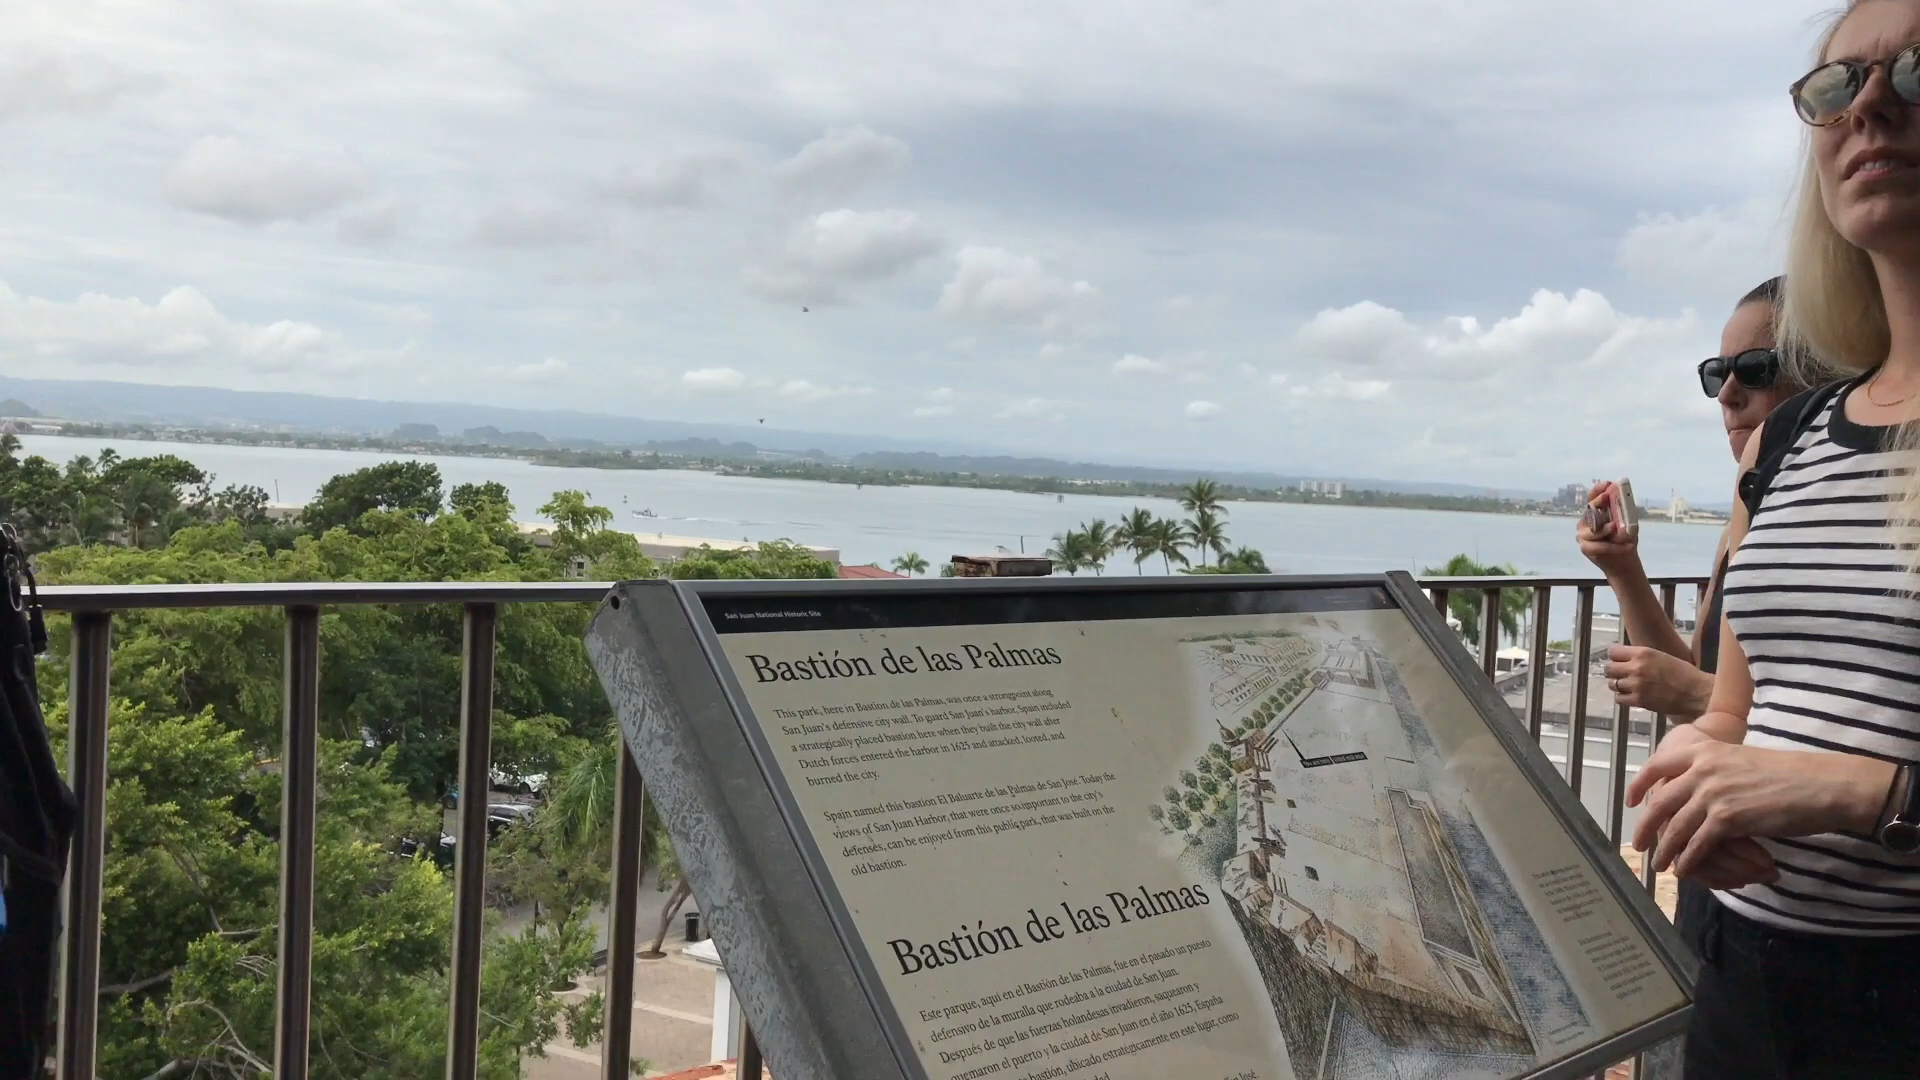 San Juan National Historic Site
Bastión de las Palmas
This park, here in Bastion de las Palmas, was once a strongpoint along
San Juan's defensive city wall. To guard San Juan's harbor, Spain included
a strategically placed bastion here when they built the city wall after
Dutch forces entered the harbor in 1625 and attacked, looted, and
burned the city.
Spain named this bastion El Baluarte de las Palmas de San José. Today the
views of San Juan Harbor, that were once so important to the city's
defenses, can be enjoyed from this public park, that was built on the
old bastion.
Bastión de las Palmas
Este parque, aquí en el Bastión de las Palmas, fue en el pasado un puesto
defensivo de la muralla que rodeaba a la ciudad de San Juan.
Después de que las fuerzas holandesas invadieron, saquearon y
quemaron el puerto y la ciudad de San Juan en el año 1625, España
bastión, ubicado estratégicamente en este lugar, como
José.